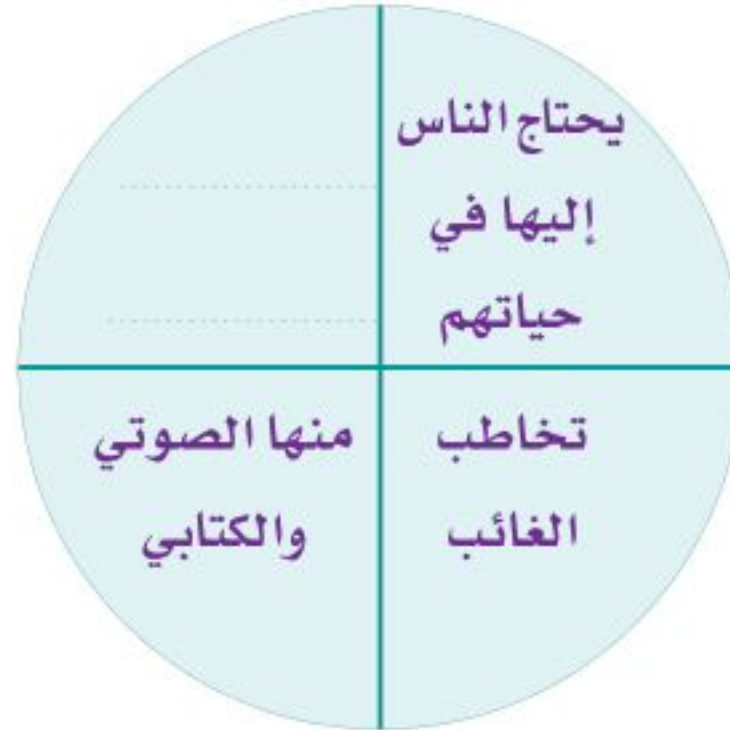 يحتاج الناس
إليها في
حياتهم
تخاطب
الغائب
منها الصوتي
والكتابي